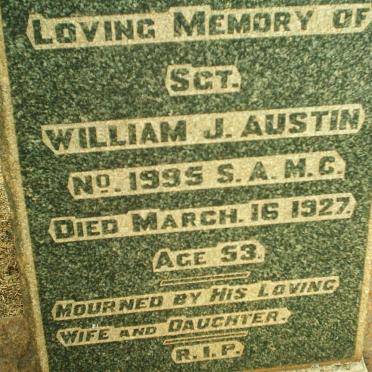 LOVING MEMORY OF
SGT.
WILLIAM J. AUSTIN
NO. 1995 S. A. M. C.
DIED MARCH. 16 1927.
AGE 53.
MOURNED BY HIS LOVING
WIFE AND DAUGHTER.
R.I.P.